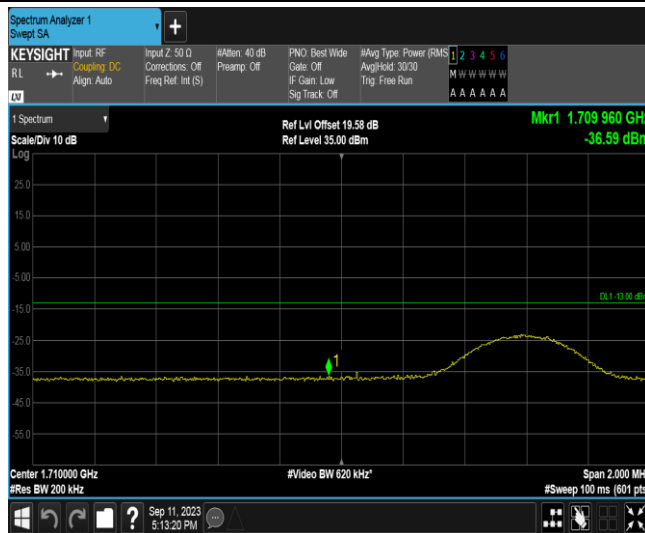 Spectrum Analyzer 1
Swept SA
+
KEYSIGHT
RL
Input: RF
Coupling: DC
Align: Auto
Input Z: 50 Ω
Corrections: Off
Freq Ref: Int (S)
#Atten: 40 dB
Preamp: Off
PNO: Best Wide
Gate: Off
IF Gain: Low
Sig Track: Off
#Avg Type: Power (RMS
Avg|Hold: 30/30
Trig: Free Run
1 2 3 4 5 6
M W W W W W
A A A A A A
LXI
1 Spectrum
Scale/Div 10 dB
Ref Lvl Offset 19.58 dB
Ref Level 35.00 dBm
Mkr1 1.709 960 GHz
-36.59 dBm
Log
25.0
15.0
5.00
-5.00
DL1 -13.00 dBm
-15.0
-25.0
1
-35.0
-45.0
-55.0
Center 1.710000 GHz
#Video BW 620 kHz*
Span 2.000 MH
#Res BW 200 kHz
#Sweep 100 ms (601 pts
?
Sep 11, 2023
5:13:20 PM